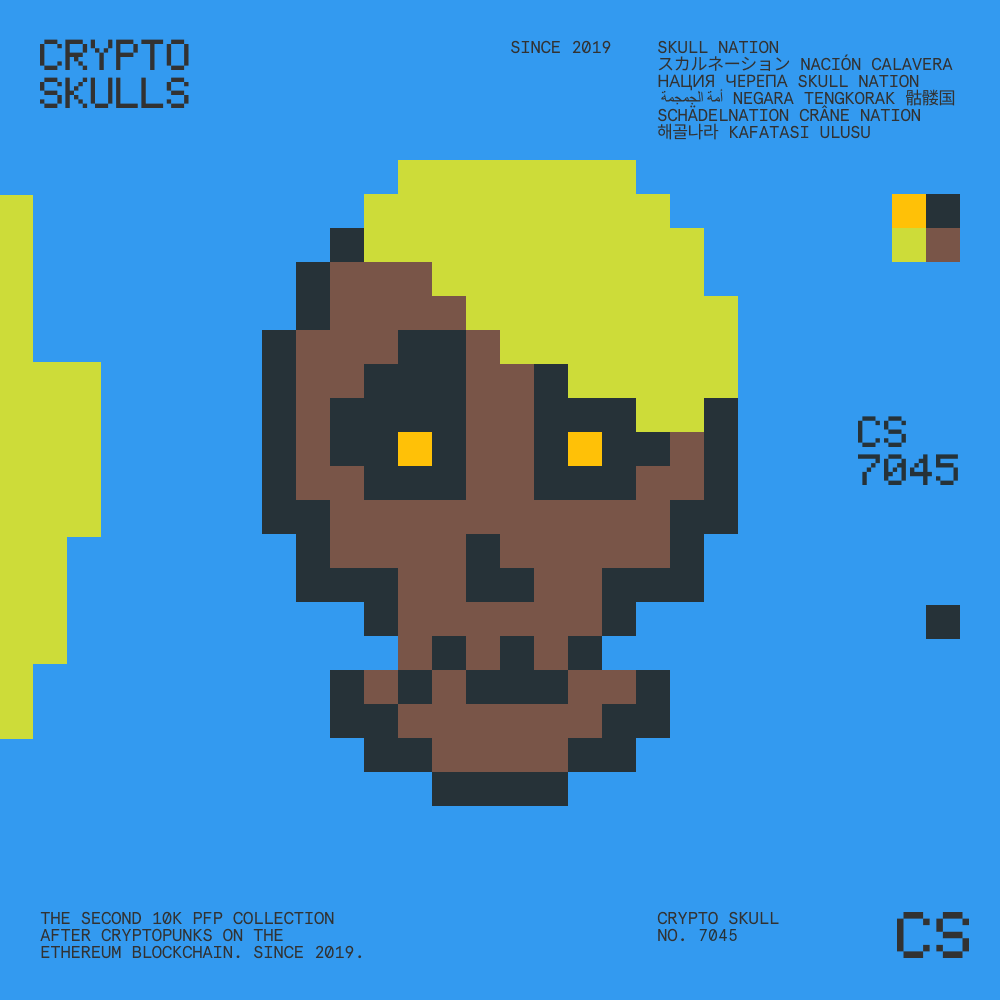 CRYPTO
SKULLS
SINCE 2019
SKULL NATION
スカルネーション NACIÓN CALAVERA
НАЦИЯ ЧЕРЕПА SKULL NATION
أمة الجمجمة NEGARA TENGKORAK 骷髅国
SCHÄDELNATION CRÂNE NATION
해골나라 KAFATASI ULUSU
CS
7045
THE SECOND 10K PFP COLLECTION
AFTER CRYPTOPUNKS ON THE
ETHEREUM BLOCKCHAIN. SINCE 2019.
CRYPTO SKULL
NO. 7045
CS